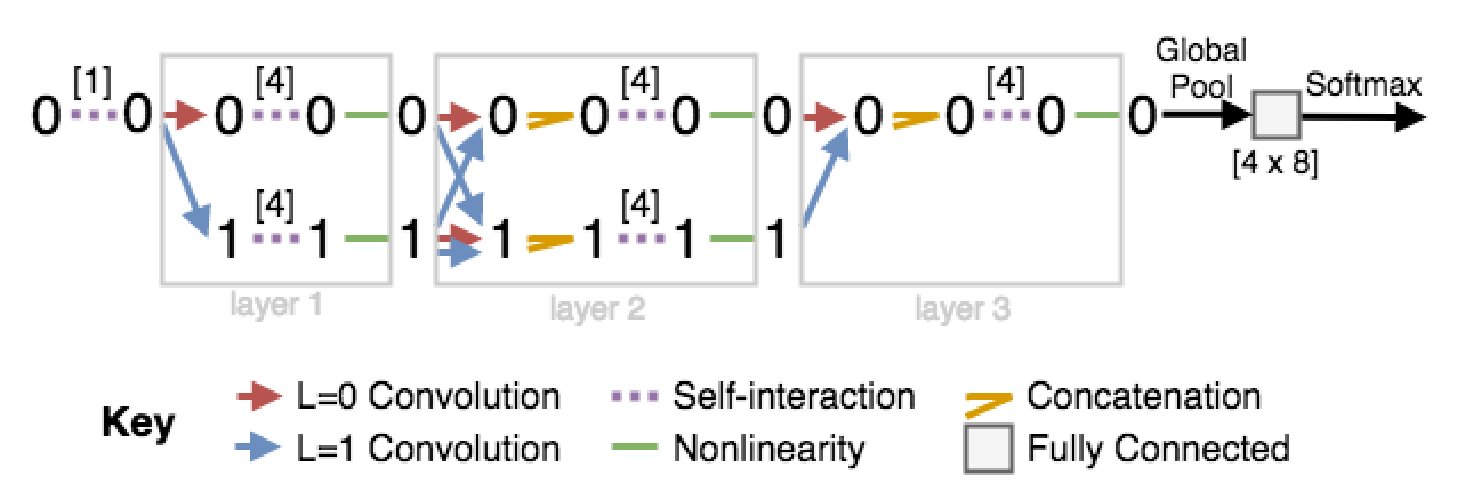 Global
[1] [4] [4] [4] Pool Softmax
0 0 0 0 0 0 0 0 0 0 0 0
[4] [4] [4 x 8]
1 1 1 1 1 1 1
layer 1 layer 2 layer 3
Key
L=0 Convolution Self-interaction Concatenation
L=1 Convolution Nonlinearity Fully Connected